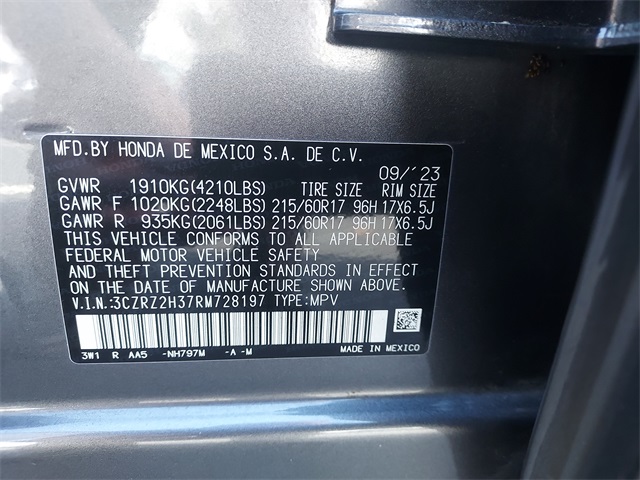 MFD.BY HONDA DE MEXICO S.A. DE C.V.
09/'23
GVWR 1910KG(4210LBS) TIRE SIZE RIM SIZE
GAWR F 1020KG(2248LBS) 215/60R17 96H 17X6.5J
GAWR R 935KG(2061LBS) 215/60R17 96H 17X6.5J
THIS VEHICLE CONFORMS TO ALL APPLICABLE
FEDERAL MOTOR VEHICLE SAFETY
AND THEFT PREVENTION STANDARDS IN EFFECT
ON THE DATE OF MANUFACTURE SHOWN ABOVE.
V.I.N.:3CZRZ2H37RM728197 TYPE:MPV
3W1 R AA5 -NH797M -A -M MADE IN MEXICO